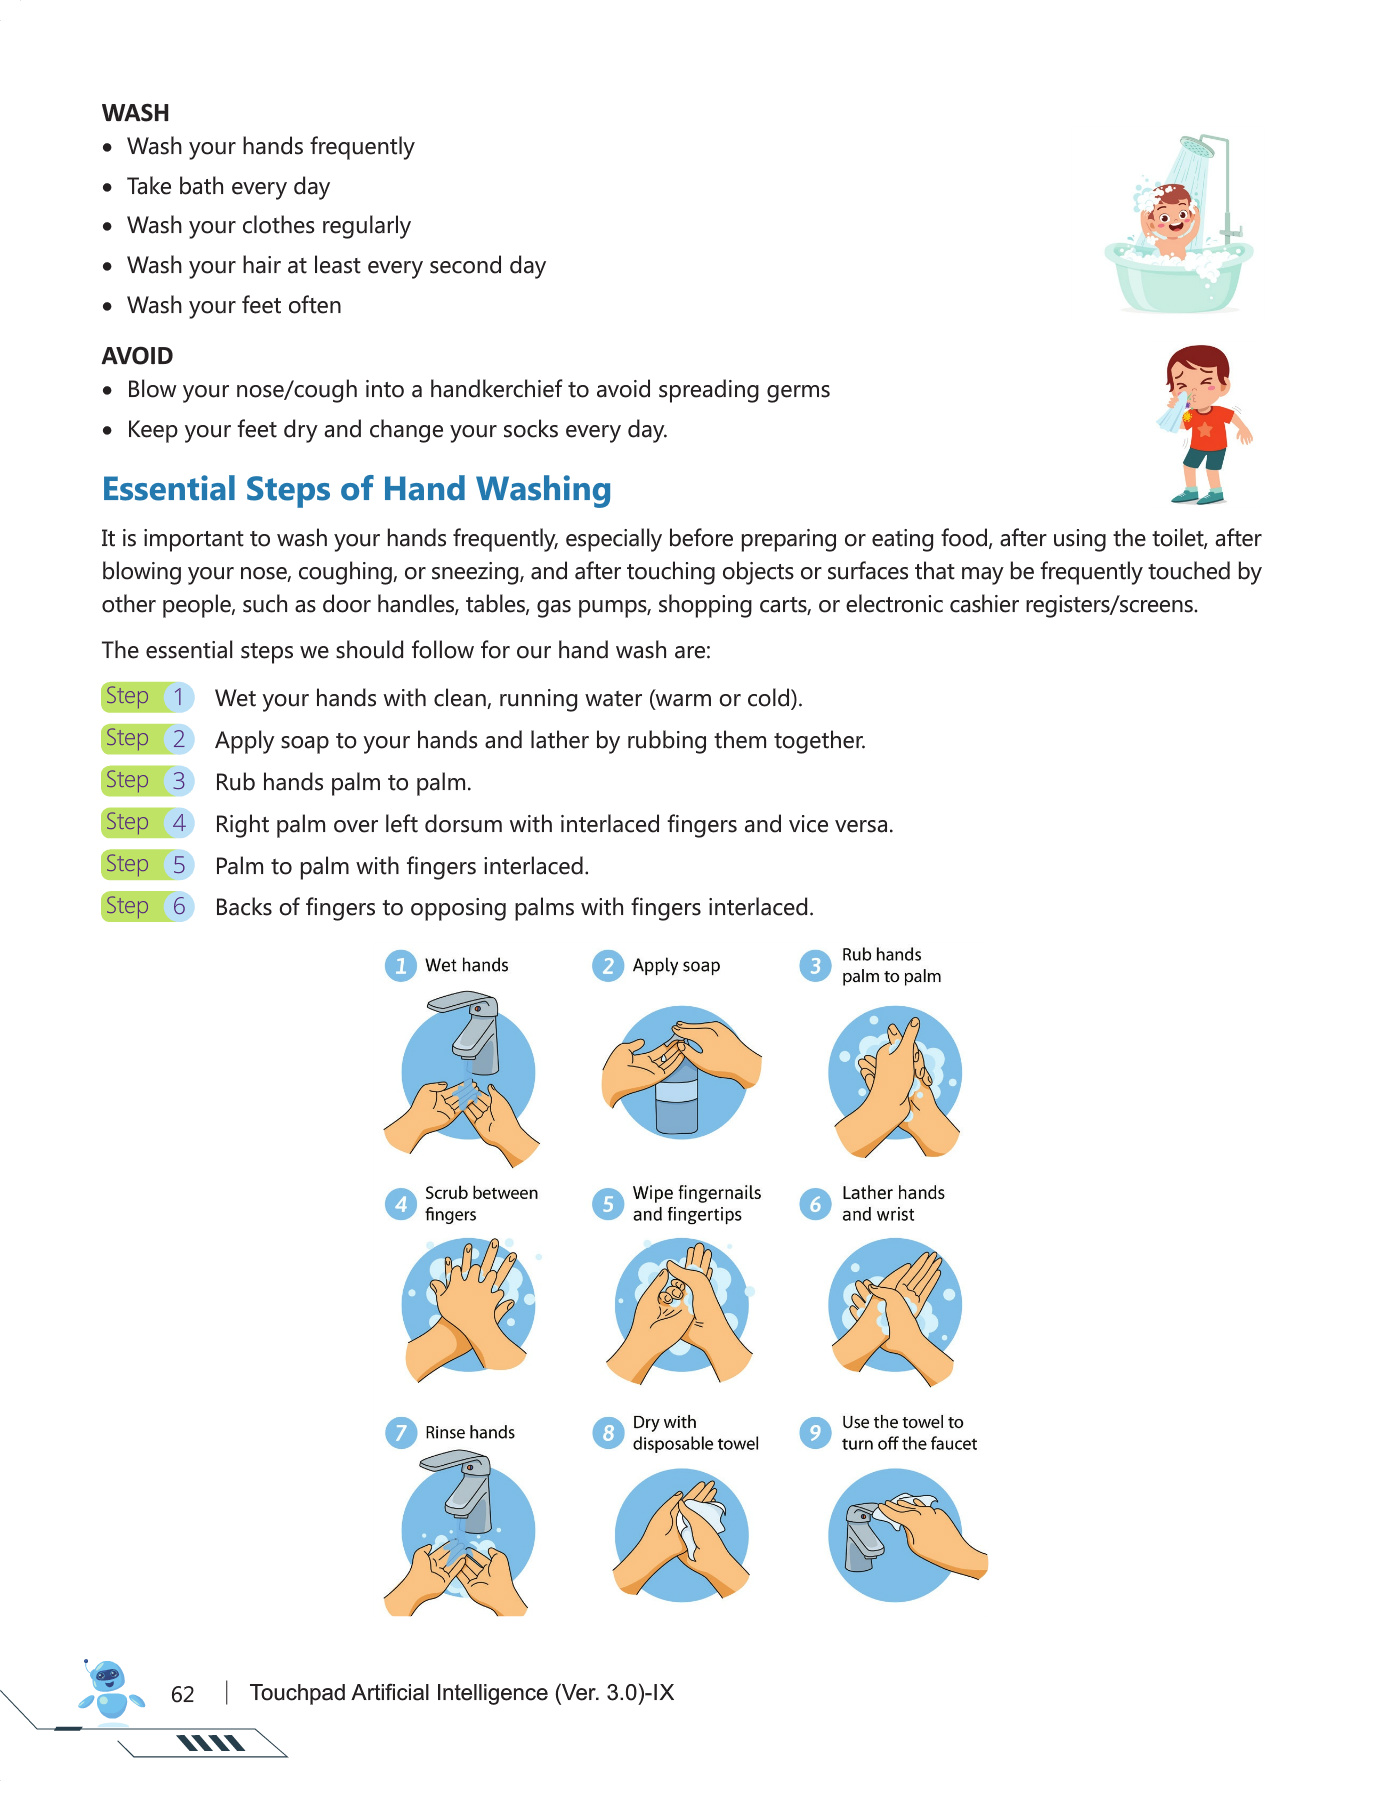 WASH
• Wash your hands frequently
• Take bath every day
• Wash your clothes regularly
• Wash your hair at least every second day
• Wash your feet often
AVOID
• Blow your nose/cough into a handkerchief to avoid spreading germs
• Keep your feet dry and change your socks every day.
Essential Steps of Hand Washing
It is important to wash your hands frequently, especially before preparing or eating food, after using the toilet, after
blowing your nose, coughing, or sneezing, and after touching objects or surfaces that may be frequently touched by
other people, such as door handles, tables, gas pumps, shopping carts, or electronic cashier registers/screens.
The essential steps we should follow for our hand wash are:
Step 1 Wet your hands with clean, running water (warm or cold).
Step 2 Apply soap to your hands and lather by rubbing them together.
Step 3 Rub hands palm to palm.
Step 4 Right palm over left dorsum with interlaced fingers and vice versa.
Step 5 Palm to palm with fingers interlaced.
Step 6 Backs of fingers to opposing palms with fingers interlaced.
1 Wet hands
2 Apply soap
3 Rub hands
palm to palm
4 Scrub between
fingers
5 Wipe fingernails
and fingertips
6 Lather hands
and wrist
7 Rinse hands
8 Dry with
disposable towel
9 Use the towel to
turn off the faucet
62 | Touchpad Artificial Intelligence (Ver. 3.0)-IX